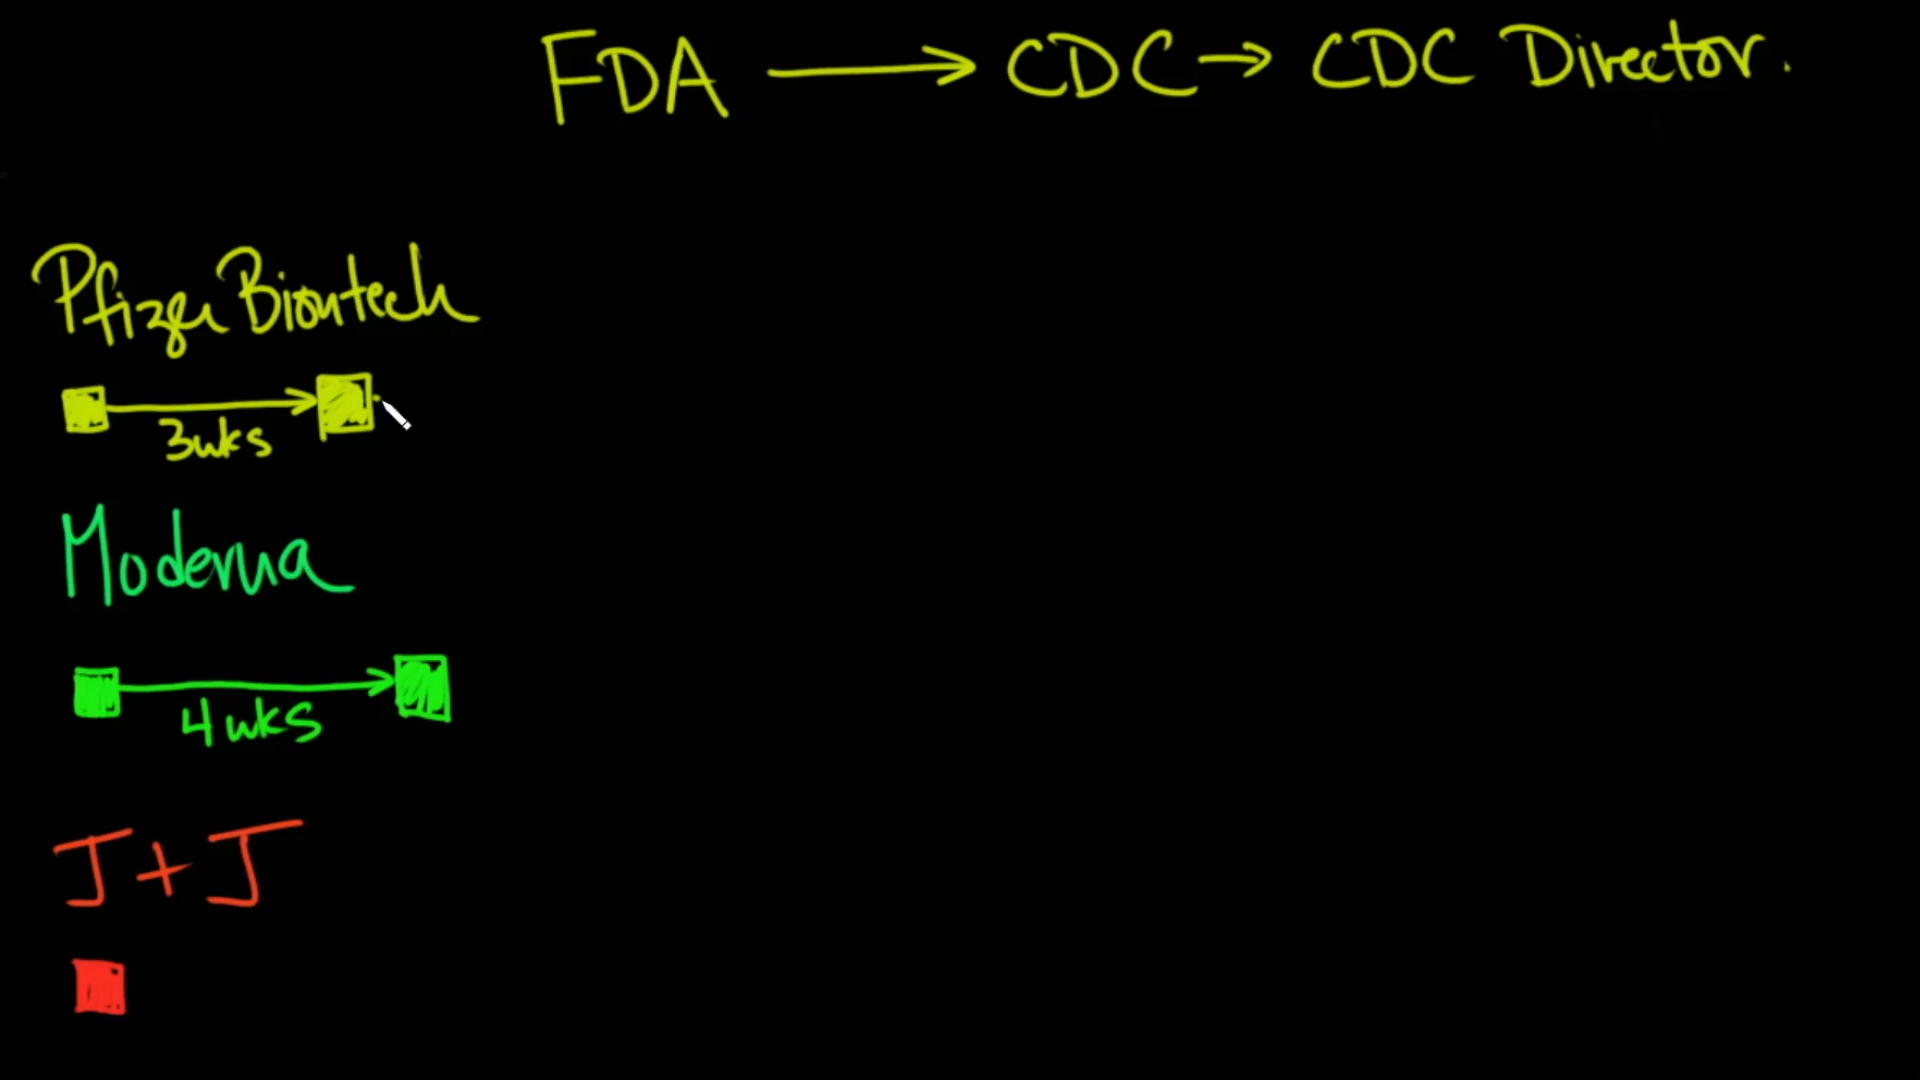 FDA → CDC → CDC Director.
Pfizer Biontech
3wks
Moderna
4wks
J+J